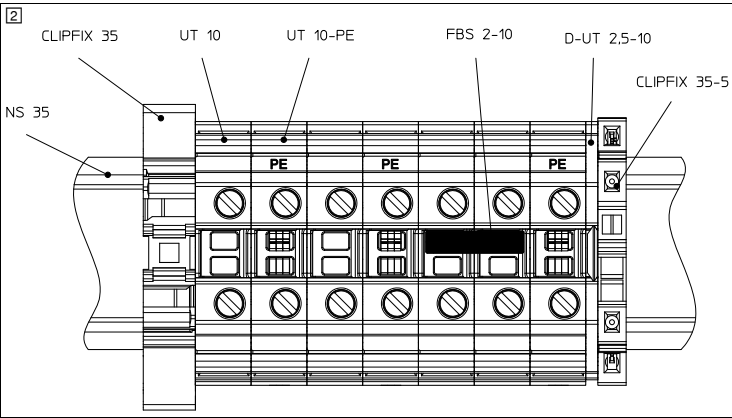 2
CLIPFIX 35
UT 10
UT 10-PE
FBS 2-10
D-UT 2,5-10
CLIPFIX 35-5
NS 35
PE
PE
PE